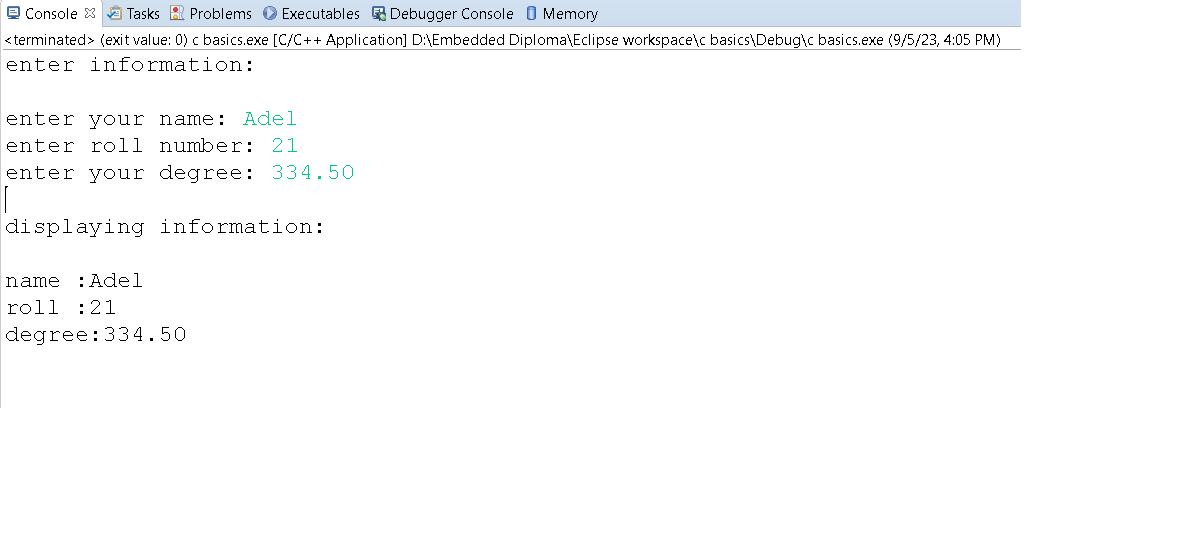 Console Tasks Problems Executables Debugger Console Memory
<terminated> (exit value: 0) c basics.exe [C/C++ Application] D:\Embedded Diploma\Eclipse workspace\c basics\Debug\c basics.exe (9/5/23, 4:05 PM)
enter information:
enter your name: Adel
enter roll number: 21
enter your degree: 334.50
displaying information:
name :Adel
roll :21
degree:334.50